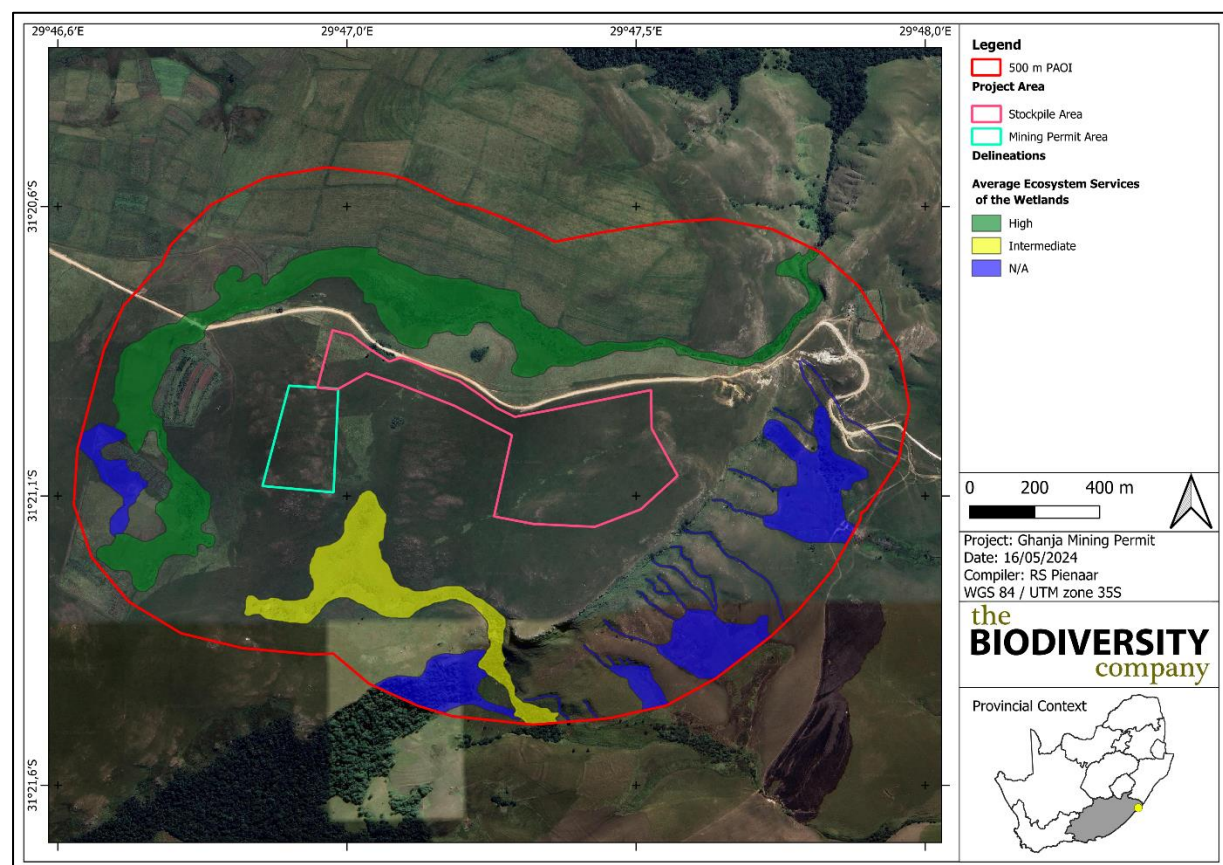 29°46,6'E
29°47,0'E
29°47,5'E
29°48,0'E
31°20,6'S
31°21,1'S
31°21,6'S
Legend
500 m PAOI
Project Area
Stockpile Area
Mining Permit Area
Delineations
Average Ecosystem Services
of the Wetlands
High
Intermediate
N/A
0 200 400 m
Project: Ghanja Mining Permit
Date: 16/05/2024
Compiler: RS Pienaar
WGS 84 / UTM zone 35S
the
BIODIVERSITY
company
Provincial Context